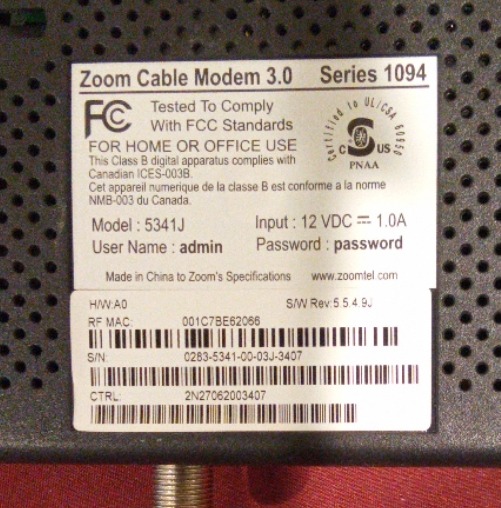 Zoom Cable Modem 3.0 Series 1094
FC Tested To Comply
With FCC Standards
Certified to UL/CSA 60950
C S US
PNAA
FOR HOME OR OFFICE USE
This Class B digital apparatus complies with
Canadian ICES-003B.
Cet appareil numerique de la classe B est conforme a la norme
NMB-003 du Canada.
Model : 5341J Input : 12 VDC ⎓ 1.0A
User Name : admin Password : password
Made in China to Zoom's Specifications www.zoomtel.com
H/W:A0 S/W Rev:5.5.4.9J
RF MAC: 001C7BE62066
S/N: 0283-5341-00-03J-3407
CTRL: 2N27062003407